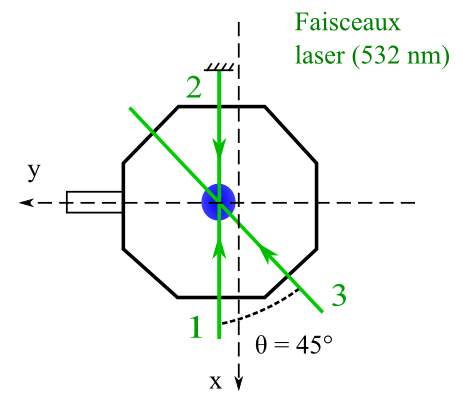 Faisceaux
laser (532 nm)
2
y
3
1
θ = 45°
x